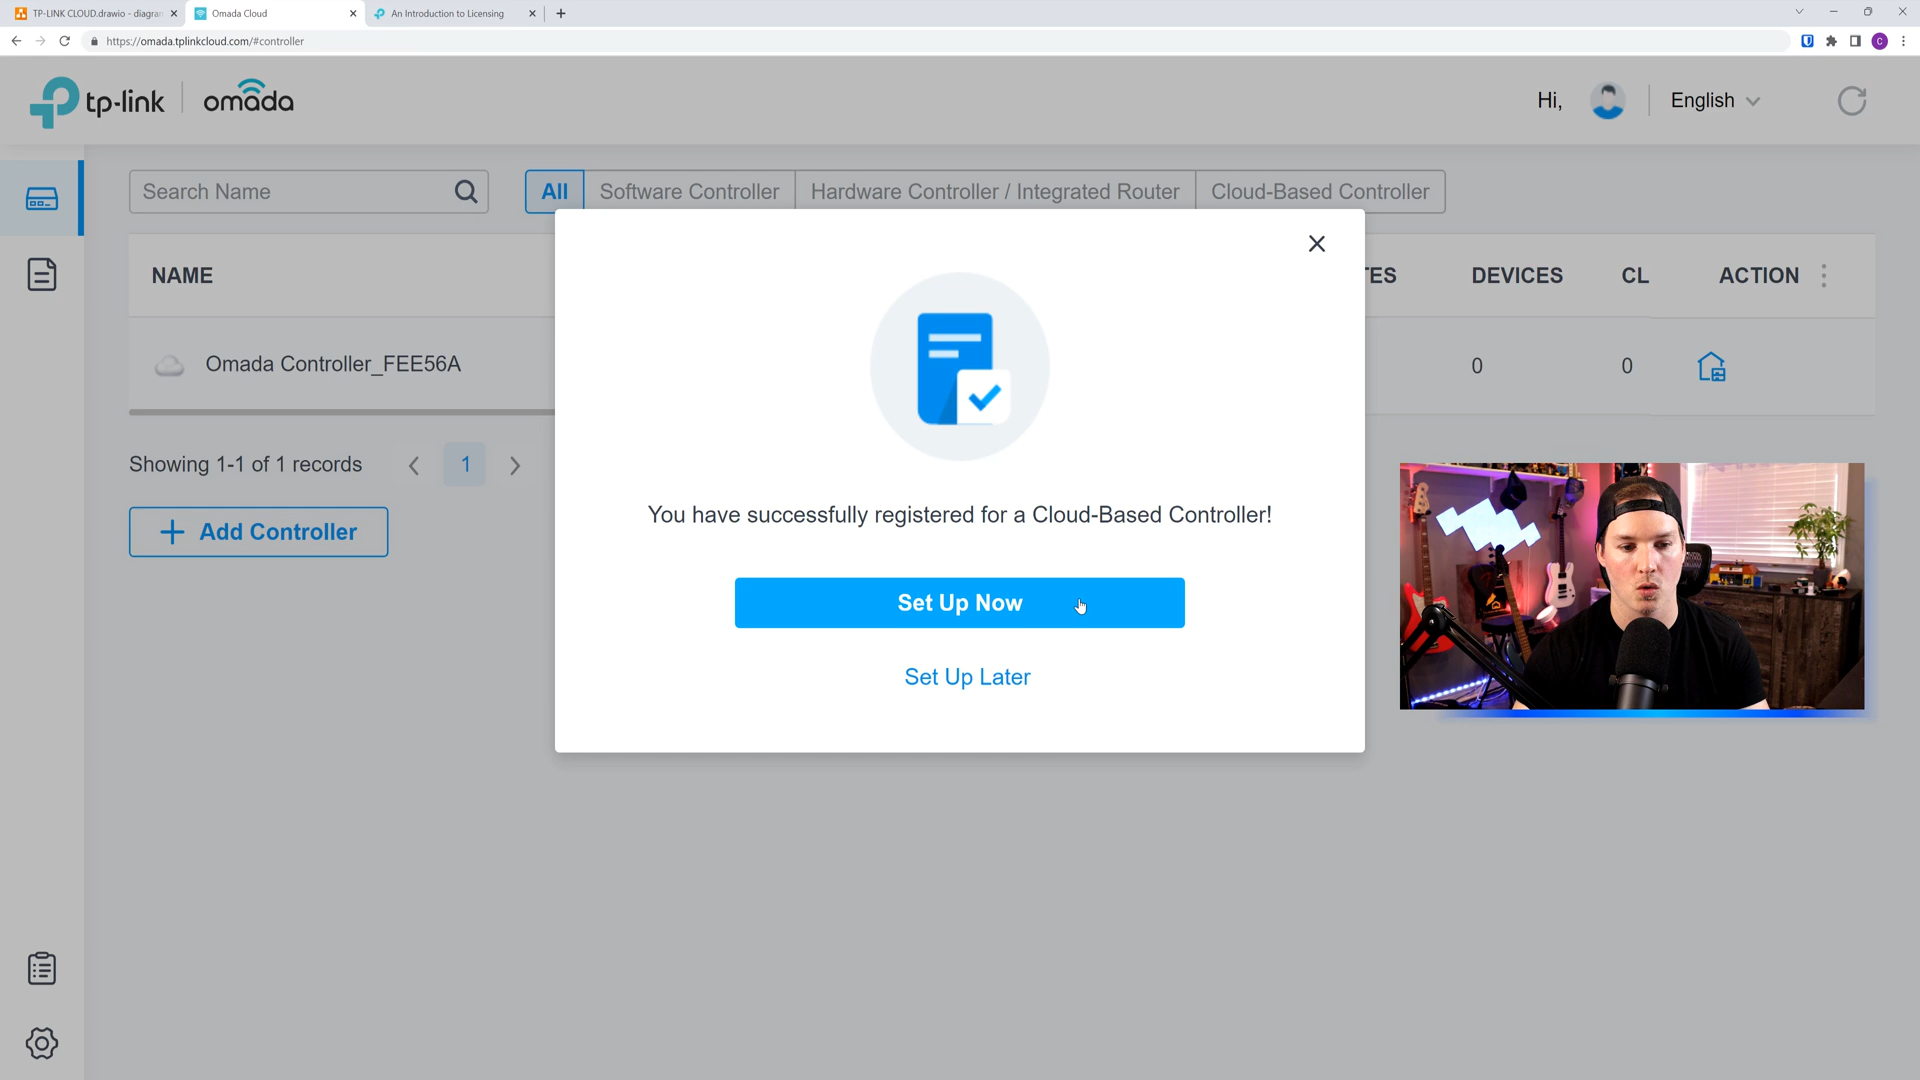 TP-LINK CLOUD.drawio - diagran
Omada Cloud
An Introduction to Licensing
https://omada.tplinkcloud.com/#controller
C
tp-link
omada
Hi,
English
Search Name
All
Software Controller
Hardware Controller / Integrated Router
Cloud-Based Controller
NAME
TES
DEVICES
CL
ACTION
Omada Controller_FEE56A
0
0
Showing 1-1 of 1 records
1
Add Controller
You have successfully registered for a Cloud-Based Controller!
Set Up Now
Set Up Later